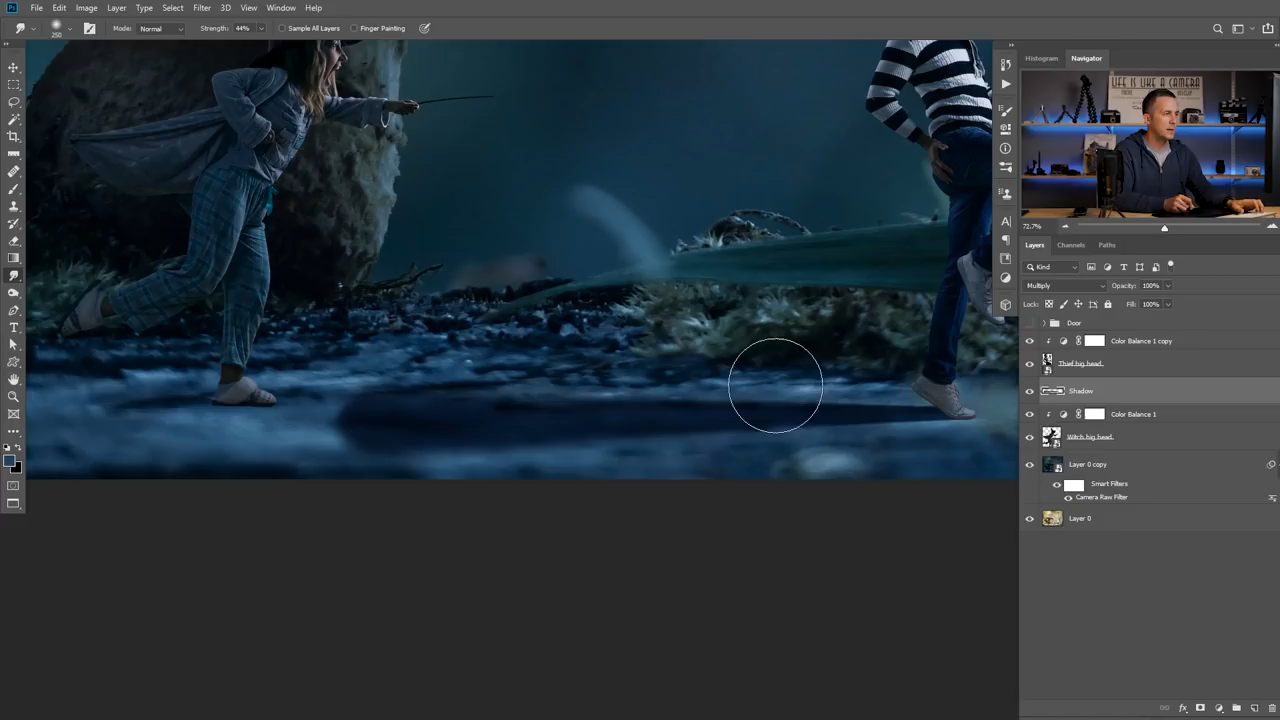 Ps File Edit Image Layer Type Select Filter 3D View Window Help
250 Mode: Normal Strength: 44% Sample All Layers Finger Painting
Histogram Navigator
LIFE IS LIKE A CAMERA
72.7%
Layers Channels Paths
Kind
Multiply Opacity: 100%
Lock: Fill: 100%
Door
Color Balance 1 copy
Thief big head
Shadow
Color Balance 1
Witch big head
Layer 0 copy
Smart Filters
Camera Raw Filter
Layer 0